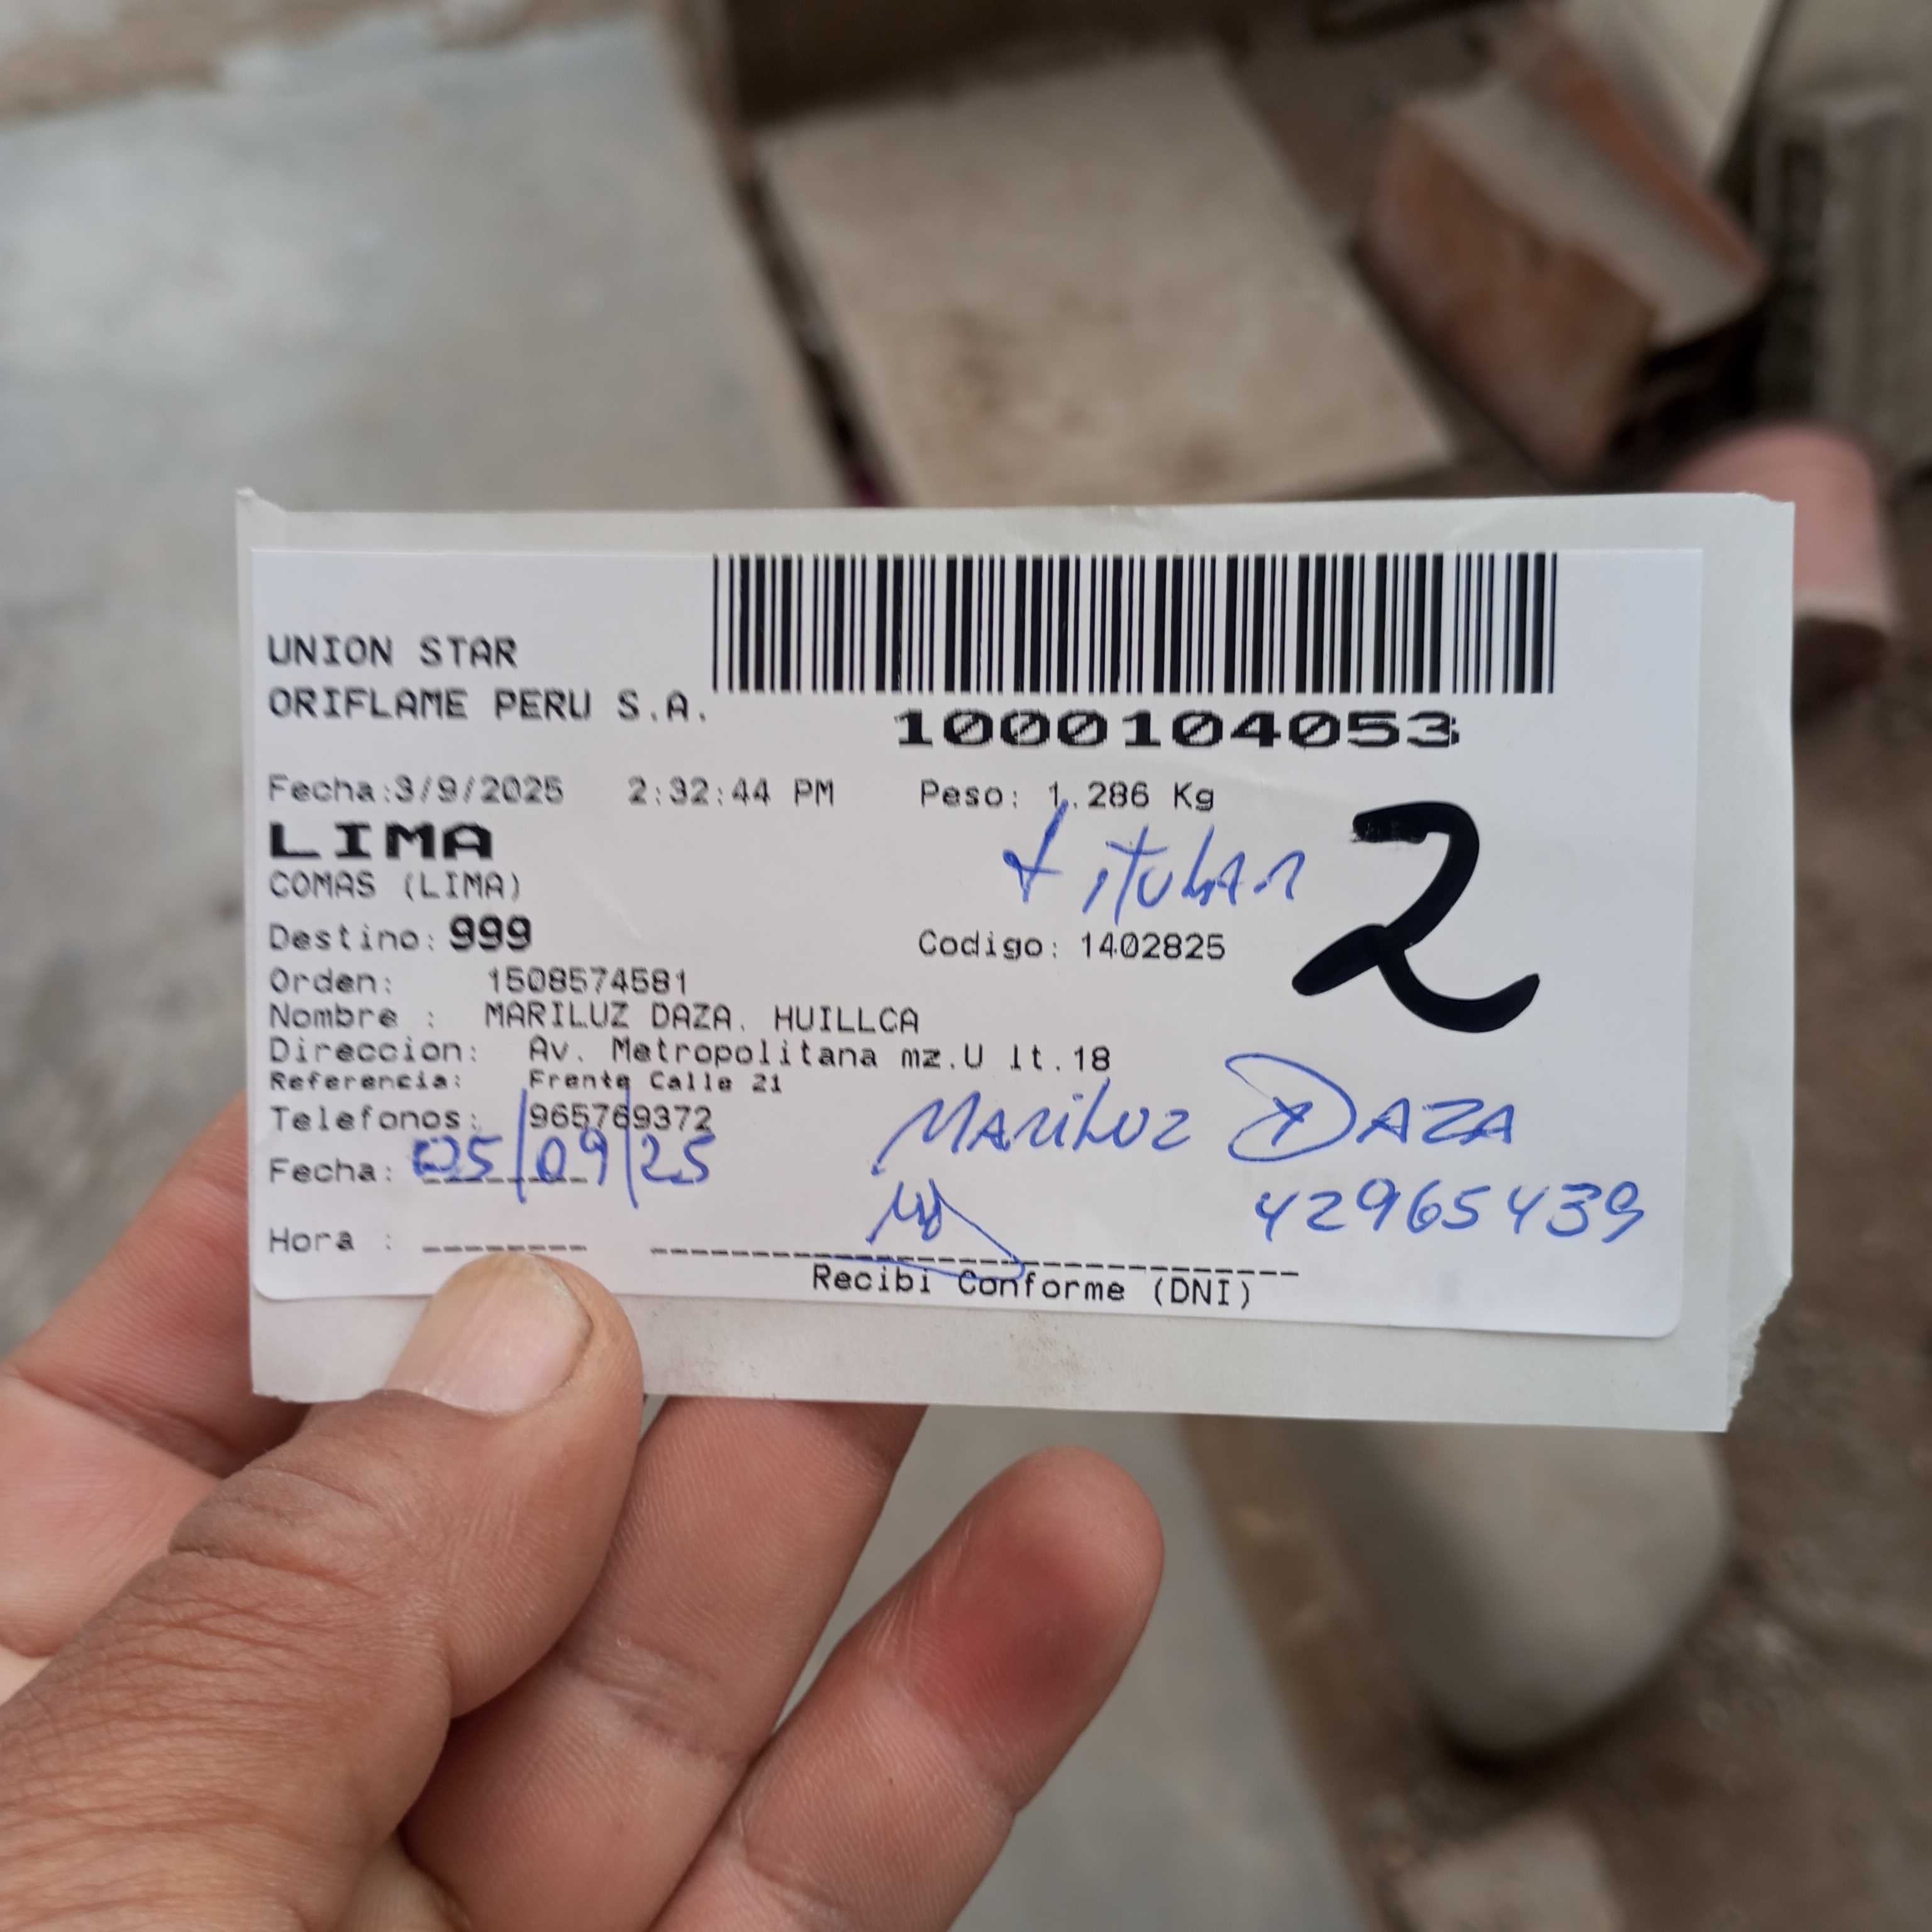 UNION STAR
ORIFLAME PERU S.A.
1000104053
Fecha:3/9/2025 2:32:44 PM Peso: 1.286 Kg
LIMA
COMAS (LIMA)
titular
2
Destino: 999 Codigo: 1402825
Orden: 1508574581
Nombre : MARILUZ DAZA. HUILLCA
Direccion: Av. Metropolitana mz.U lt.18
Referencia: Frente Calle 21
Telefonos: 965769372
MARiLUZ DAZA
Fecha: 05/09/25
42965439
Hora : --------
Recibi Conforme (DNI)